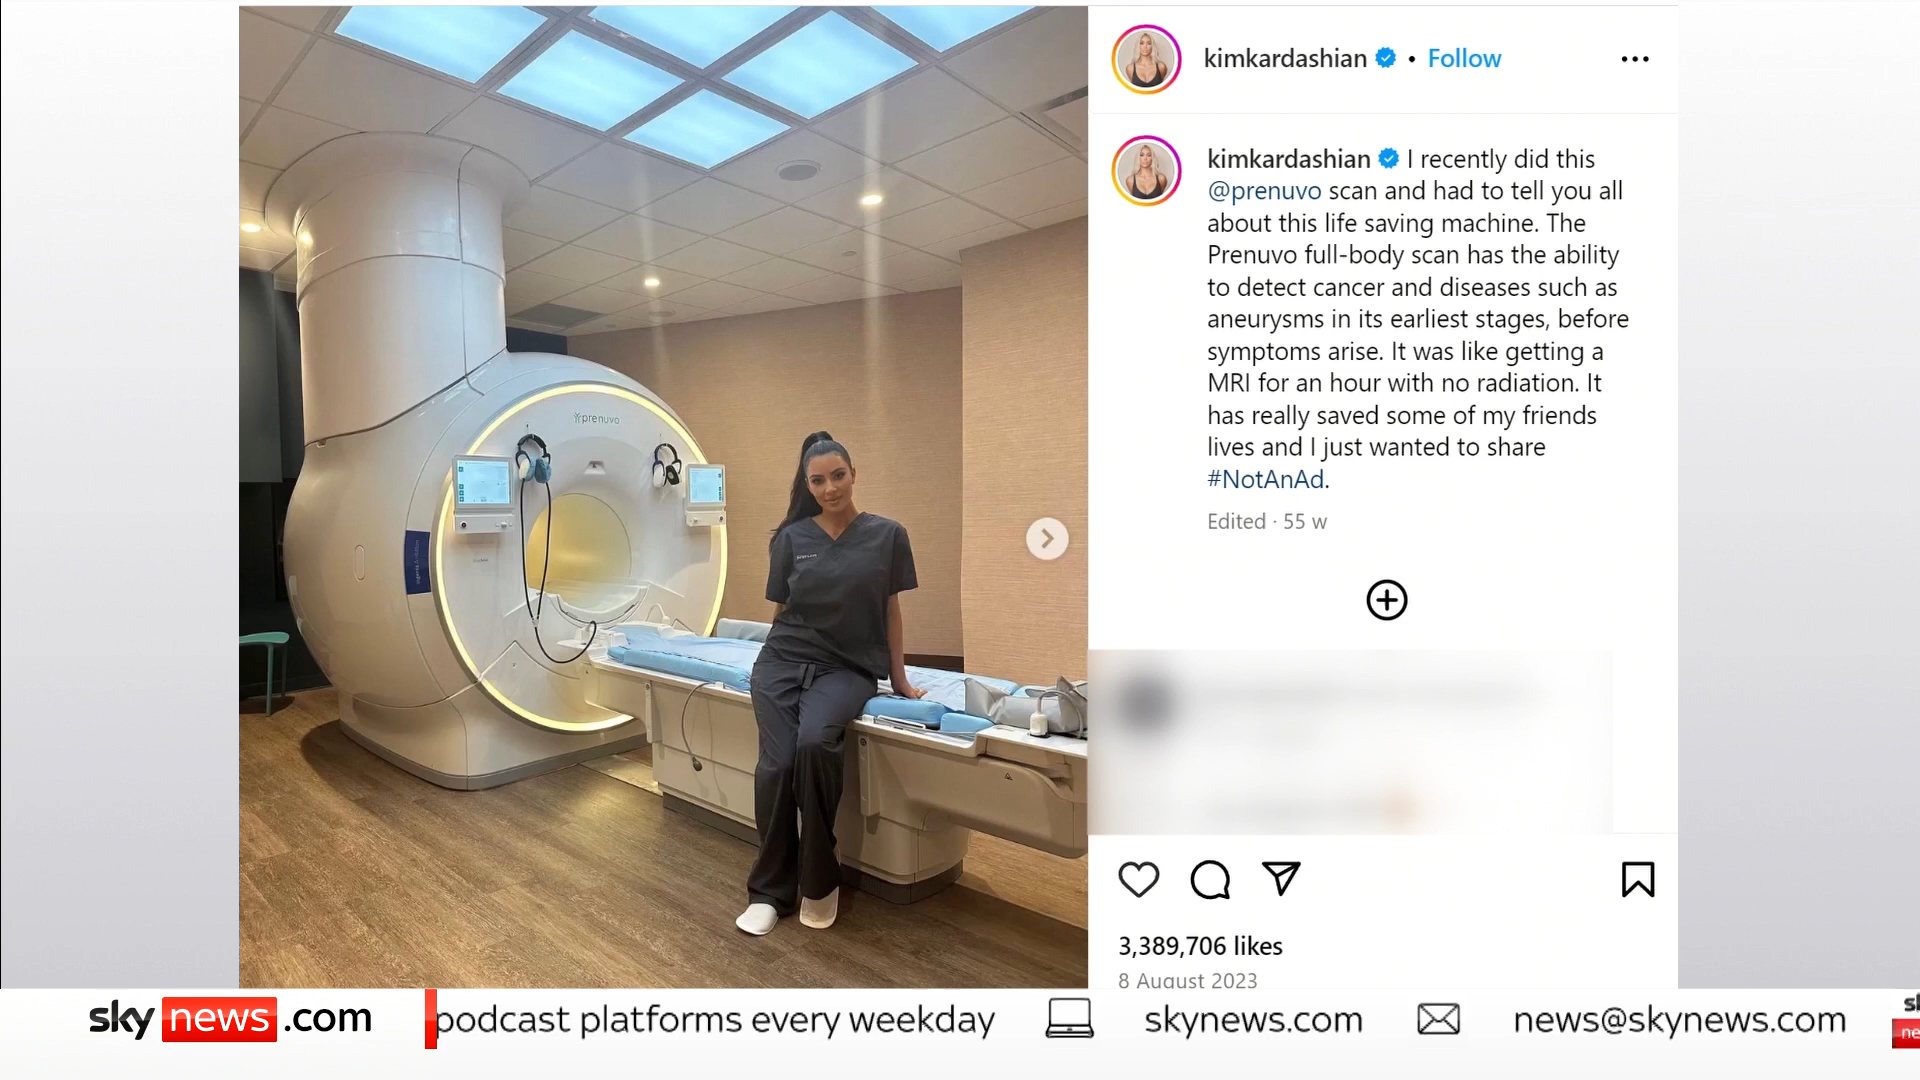 prenuvo
kimkardashian • Follow
kimkardashian I recently did this
@prenuvo scan and had to tell you all
about this life saving machine. The
Prenuvo full-body scan has the ability
to detect cancer and diseases such as
aneurysms in its earliest stages, before
symptoms arise. It was like getting a
MRI for an hour with no radiation. It
has really saved some of my friends
lives and I just wanted to share
#NotAnAd.
Edited · 55 w
3,389,706 likes
8 August 2023
sky news .com
podcast platforms every weekday
skynews.com
news@skynews.com